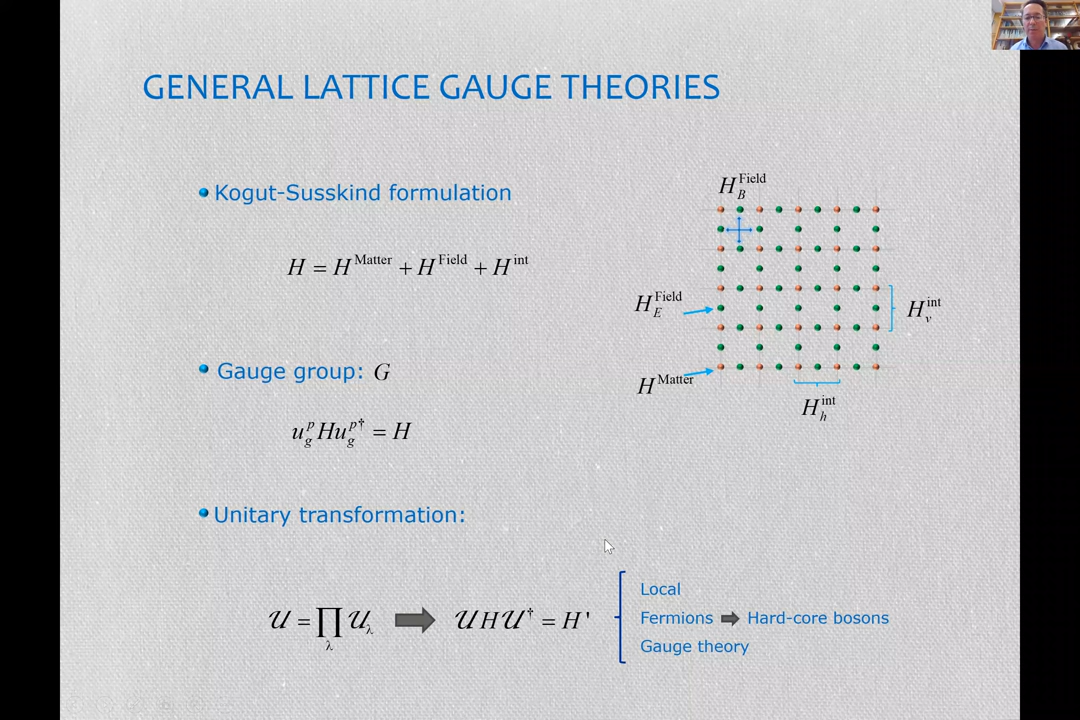 GENERAL LATTICE GAUGE THEORIES
Kogut-Susskind formulation
H = H^Matter + H^Field + H^int
Gauge group: G
u_g^p H u_g^p† = H
Unitary transformation:
𝒰 = ∏_λ 𝒰_λ ➡ 𝒰 H 𝒰^† = H'
Local
Fermions ➡ Hard-core bosons
Gauge theory
H_B^Field
H_E^Field
H_v^int
H^Matter
H_h^int